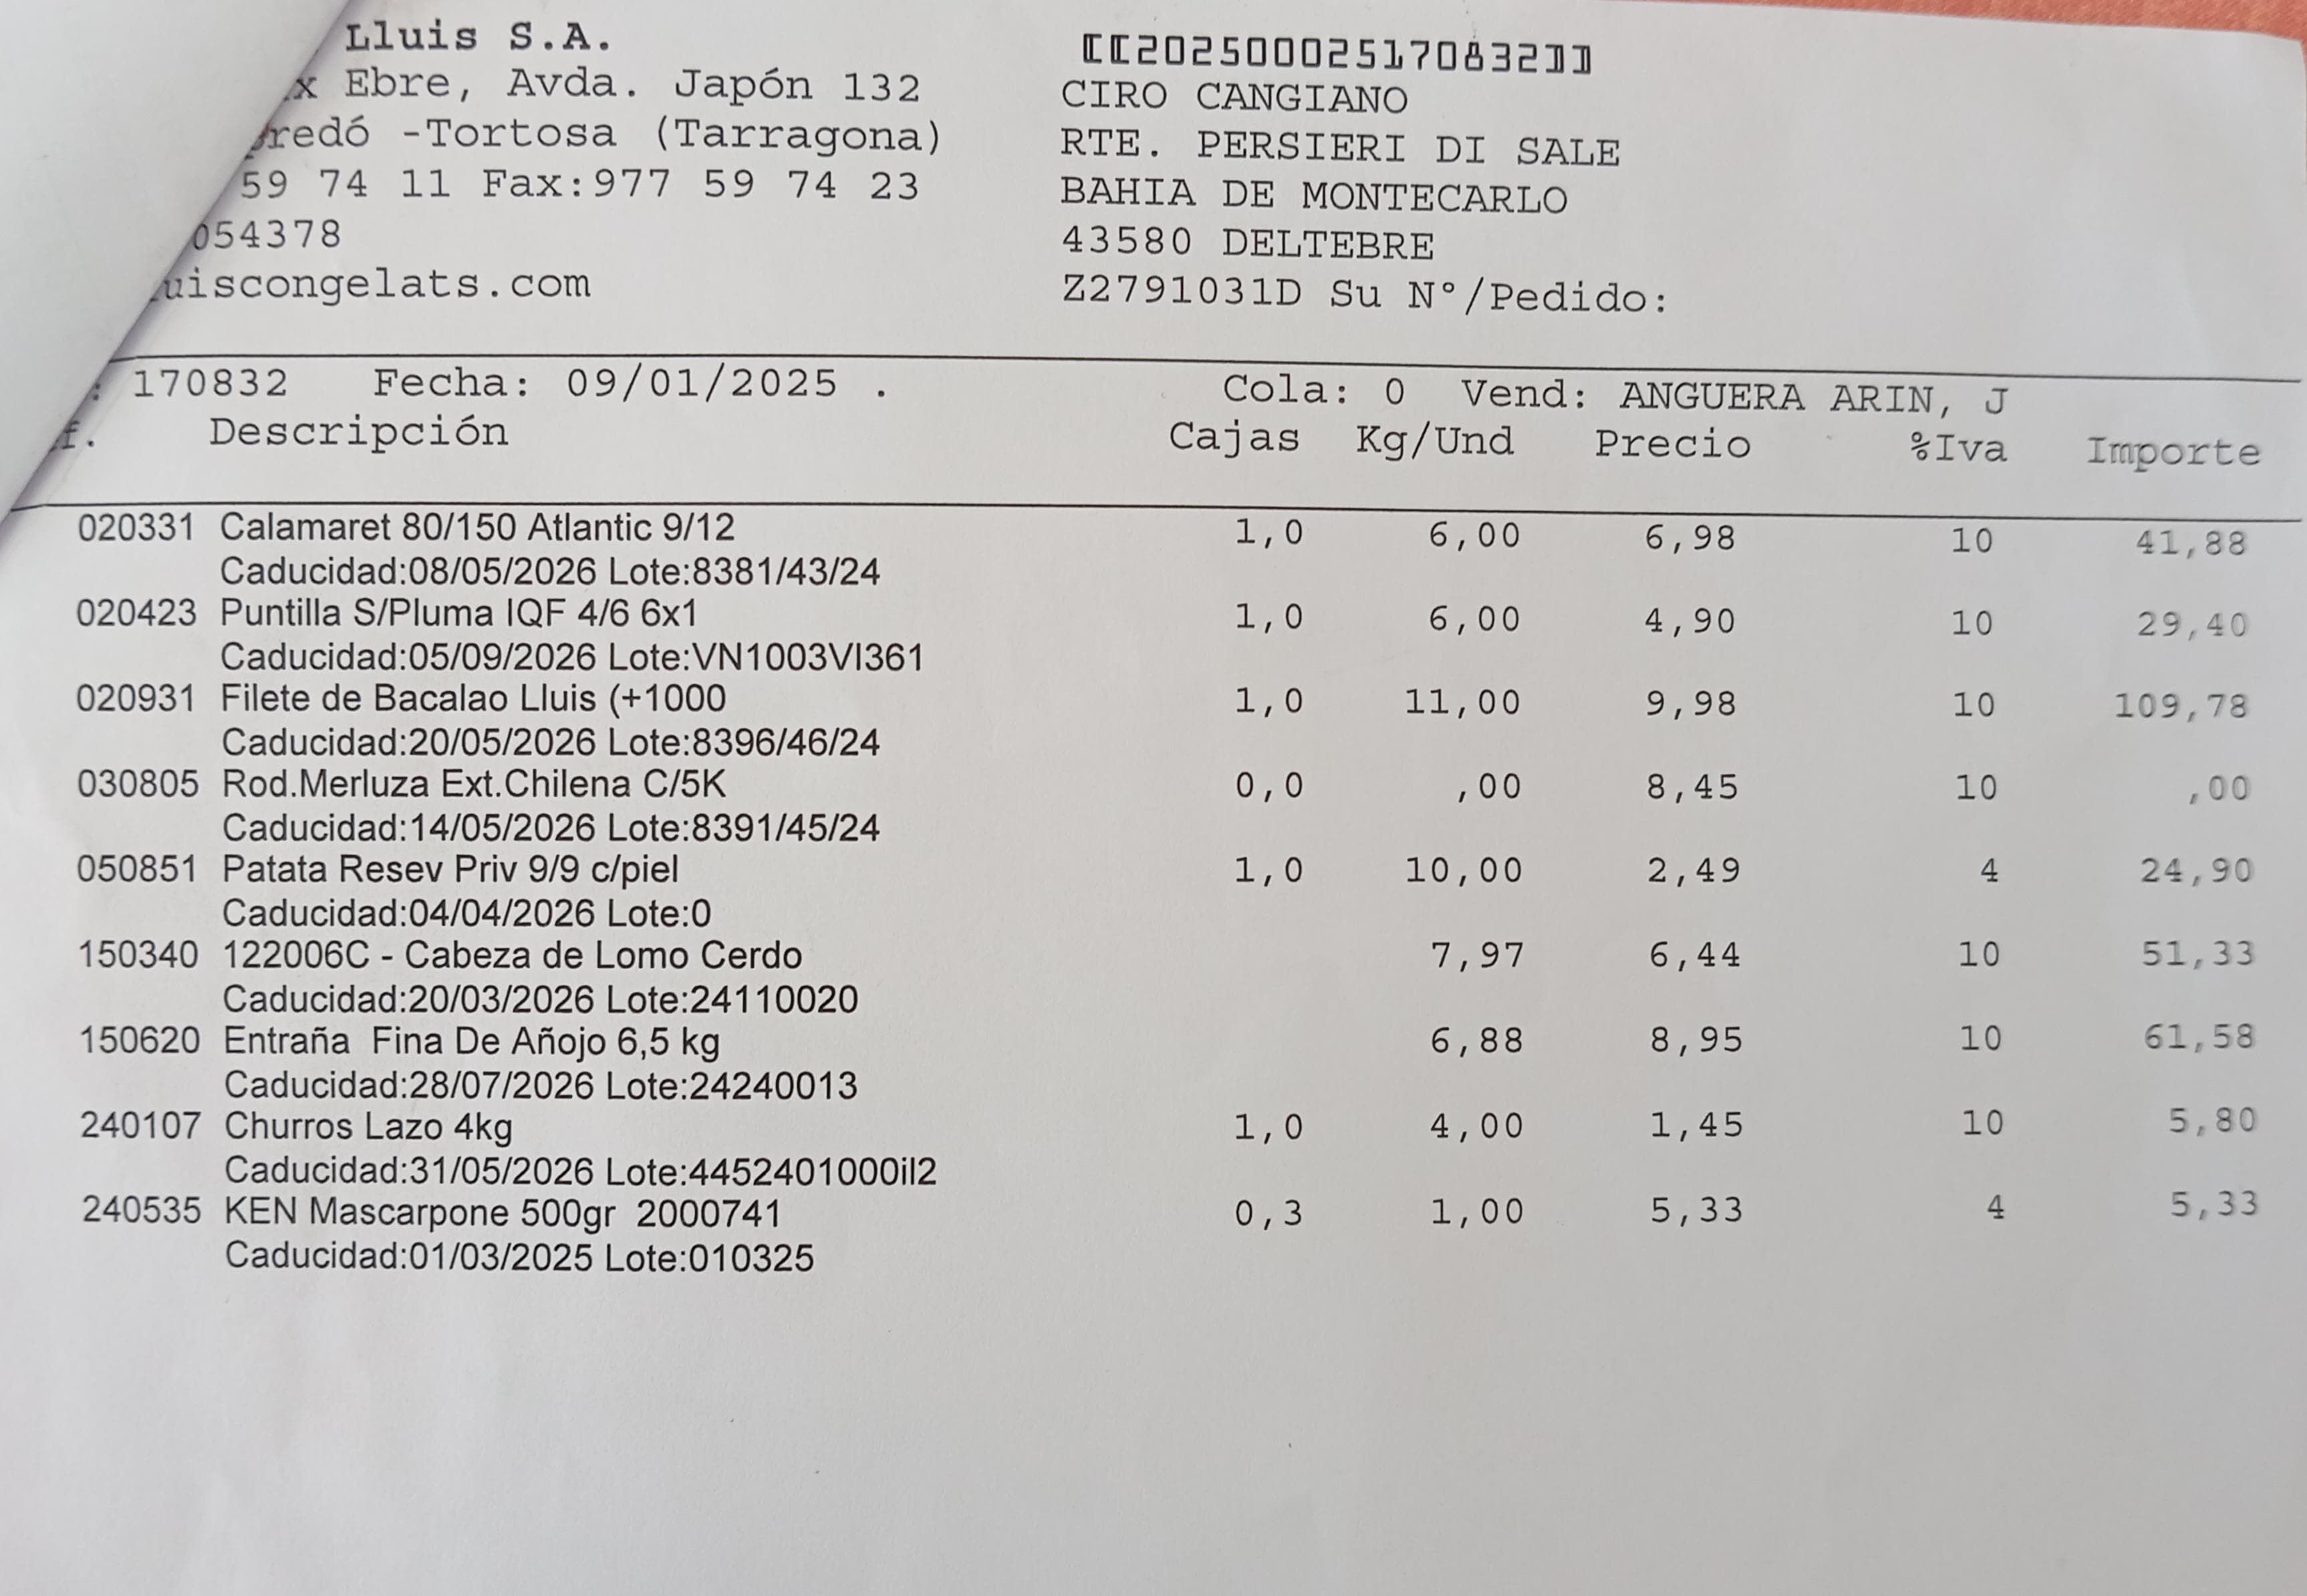 Lluis S.A.
Ebre, Avda. Japón 132
-Tortosa (Tarragona)
59 74 11 Fax:977 59 74 23
054378
uiscongelats.com
[[202500025170832]]
CIRO CANGIANO
RTE. PERSIERI DI SALE
BAHIA DE MONTECARLO
43580 DELTEBRE
Z2791031D Su N°/Pedido:
: 170832 Fecha: 09/01/2025 . Cola: 0 Vend: ANGUERA ARIN, J
f. Descripción Cajas Kg/Und Precio %Iva Importe
020331 Calamaret 80/150 Atlantic 9/12 1,0 6,00 6,98 10 41,88
Caducidad:08/05/2026 Lote:8381/43/24
020423 Puntilla S/Pluma IQF 4/6 6x1 1,0 6,00 4,90 10 29,40
Caducidad:05/09/2026 Lote:VN1003VI361
020931 Filete de Bacalao Lluis (+1000 1,0 11,00 9,98 10 109,78
Caducidad:20/05/2026 Lote:8396/46/24
030805 Rod.Merluza Ext.Chilena C/5K 0,0 ,00 8,45 10 ,00
Caducidad:14/05/2026 Lote:8391/45/24
050851 Patata Resev Priv 9/9 c/piel 1,0 10,00 2,49 4 24,90
Caducidad:04/04/2026 Lote:0
150340 122006C - Cabeza de Lomo Cerdo 7,97 6,44 10 51,33
Caducidad:20/03/2026 Lote:24110020
150620 Entraña Fina De Añojo 6,5 kg 6,88 8,95 10 61,58
Caducidad:28/07/2026 Lote:24240013
240107 Churros Lazo 4kg 1,0 4,00 1,45 10 5,80
Caducidad:31/05/2026 Lote:4452401000il2
240535 KEN Mascarpone 500gr 2000741 0,3 1,00 5,33 4 5,33
Caducidad:01/03/2025 Lote:010325